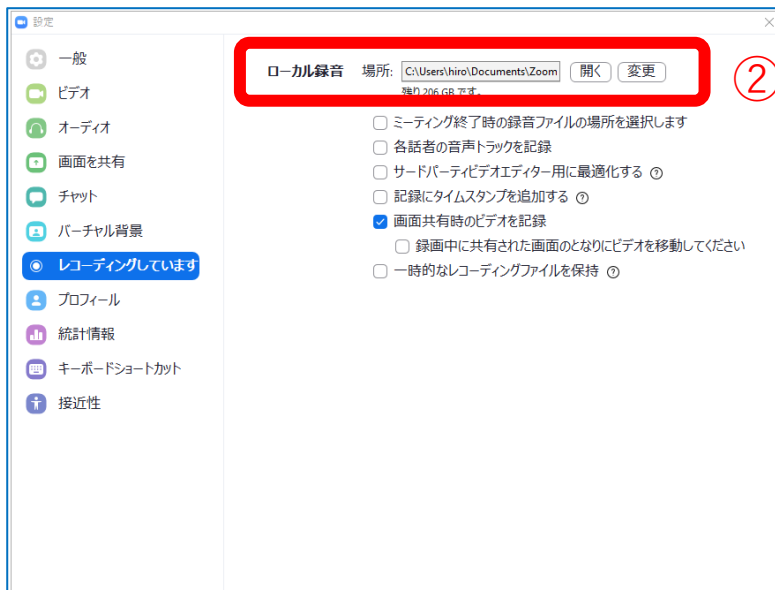 設定
一般
ビデオ
オーディオ
画面を共有
チャット
バーチャル背景
レコーディングしています
プロフィール
統計情報
キーボードショートカット
接近性
ローカル録音 場所: C:\Users\hiro\Documents\Zoom 開く 変更
残り 206 GB です。
②
ミーティング終了時の録音ファイルの場所を選択します
各話者の音声トラックを記録
サードパーティビデオエディター用に最適化する
記録にタイムスタンプを追加する
画面共有時のビデオを記録
録画中に共有された画面のとなりにビデオを移動してください
一時的なレコーディングファイルを保持